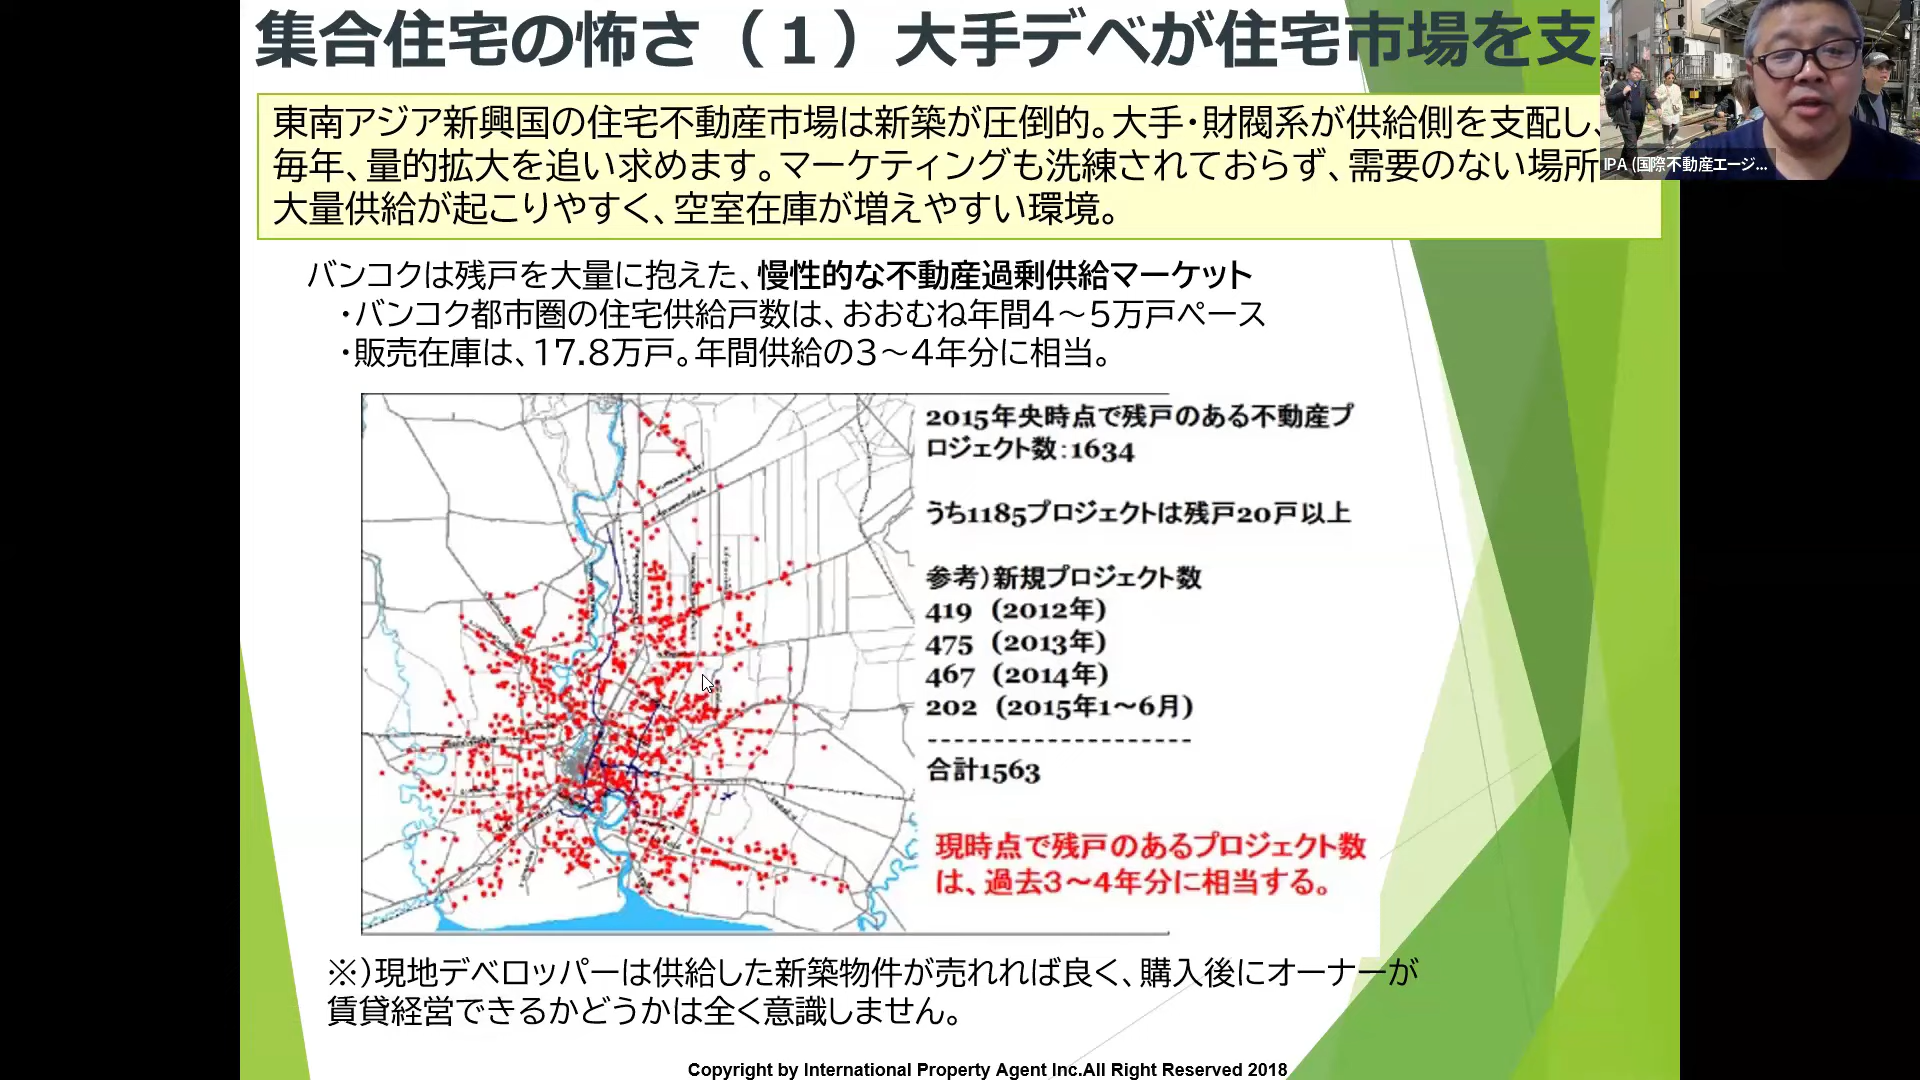 集合住宅の怖さ（１）大手デベが住宅市場を支
東南アジア新興国の住宅不動産市場は新築が圧倒的。大手・財閥系が供給側を支配し、
毎年、量的拡大を追い求めます。マーケティングも洗練されておらず、需要のない場所
大量供給が起こりやすく、空室在庫が増えやすい環境。
IPA (国際不動産エージ...
バンコクは残戸を大量に抱えた、慢性的な不動産過剰供給マーケット
・バンコク都市圏の住宅供給戸数は、おおむね年間4～5万戸ペース
・販売在庫は、17.8万戸。年間供給の3～4年分に相当。
2015年央時点で残戸のある不動産プ
ロジェクト数：1634
うち1185プロジェクトは残戸20戸以上
参考）新規プロジェクト数
419 （2012年）
475 （2013年）
467 （2014年）
202 （2015年1～6月）
--------------------
合計1563
現時点で残戸のあるプロジェクト数
は、過去3～4年分に相当する。
※）現地デベロッパーは供給した新築物件が売れれば良く、購入後にオーナーが
賃貸経営できるかどうかは全く意識しません。
Copyright by International Property Agent Inc.All Right Reserved 2018